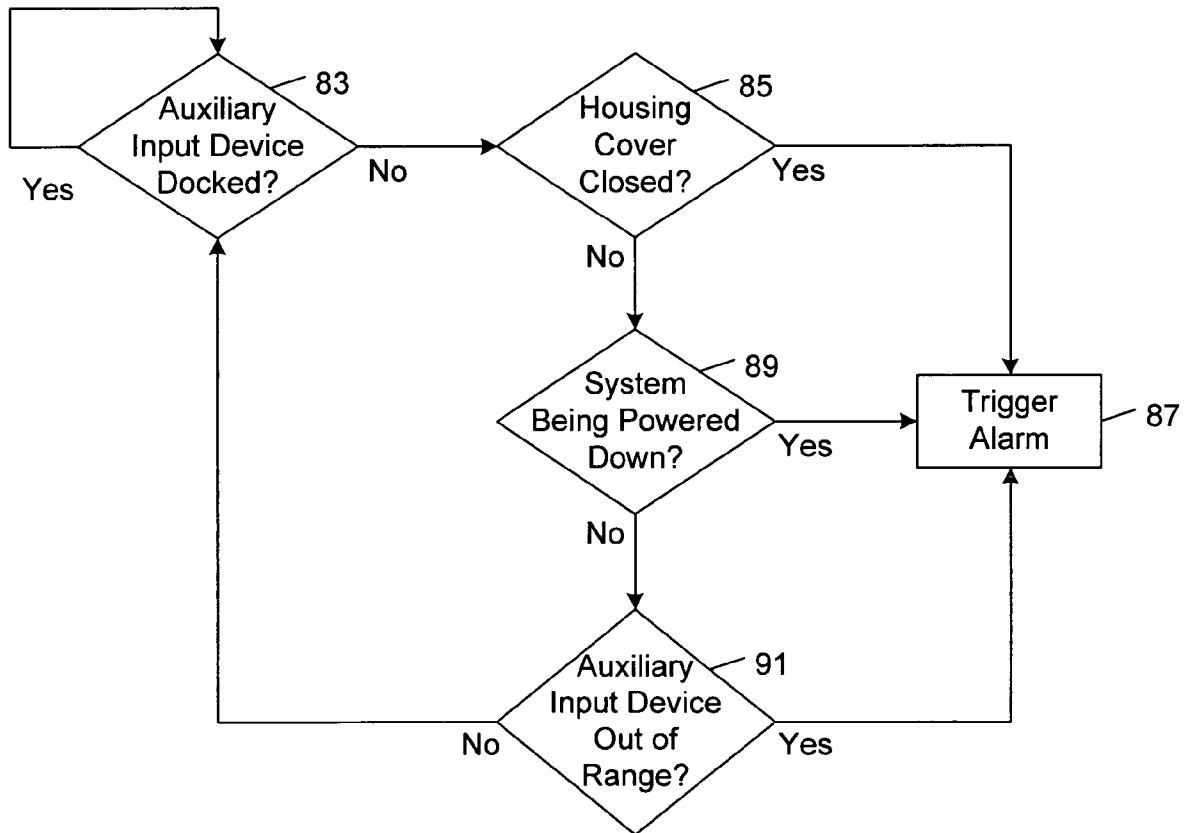 83
Auxiliary
Input Device
Docked?
Yes
No
85
Housing
Cover
Closed?
Yes
No
89
System
Being Powered
Down?
Yes
No
Trigger
Alarm
87
91
Auxiliary
Input Device
Out of
Range?
No
Yes